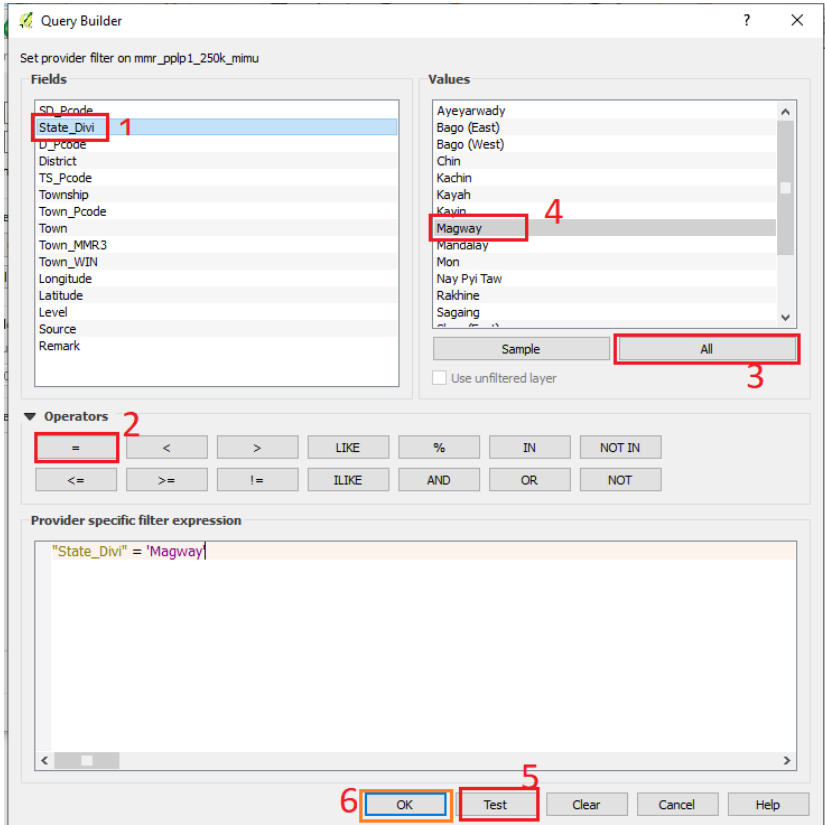 Query Builder
? ×
Set provider filter on mmr_pplp1_250k_mimu
Fields
SD_Pcode
State_Divi 1
D_Pcode
District
TS_Pcode
Township
Town_Pcode
Town
Town_MMR3
Town_WIN
Longitude
Latitude
Level
Source
Remark
Values
Ayeyarwady
Bago (East)
Bago (West)
Chin
Kachin
Kayah
Kayin
4
Magway
Mandalay
Mon
Nay Pyi Taw
Rakhine
Sagaing
Sample All
3
Use unfiltered layer
Operators 2
= < > LIKE % IN NOT IN
<= >= != ILIKE AND OR NOT
Provider specific filter expression
"State_Divi" = 'Magway'
5
6 OK Test Clear Cancel Help